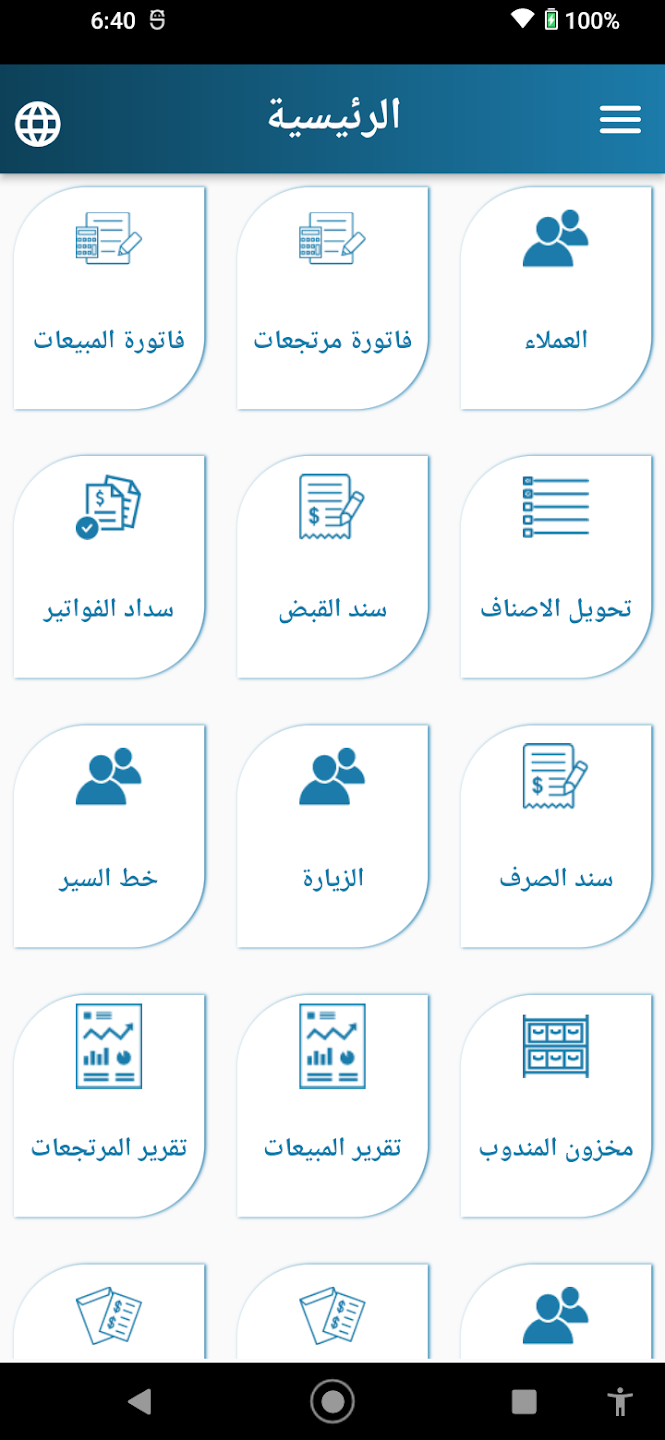 6:40
100%
الرئيسية
العملاء
فاتورة مرتجعات
فاتورة المبيعات
تحويل الاصناف
سند القبض
سداد الفواتير
سند الصرف
الزيارة
خط السير
مخزون المندوب
تقرير المبيعات
تقرير المرتجعات